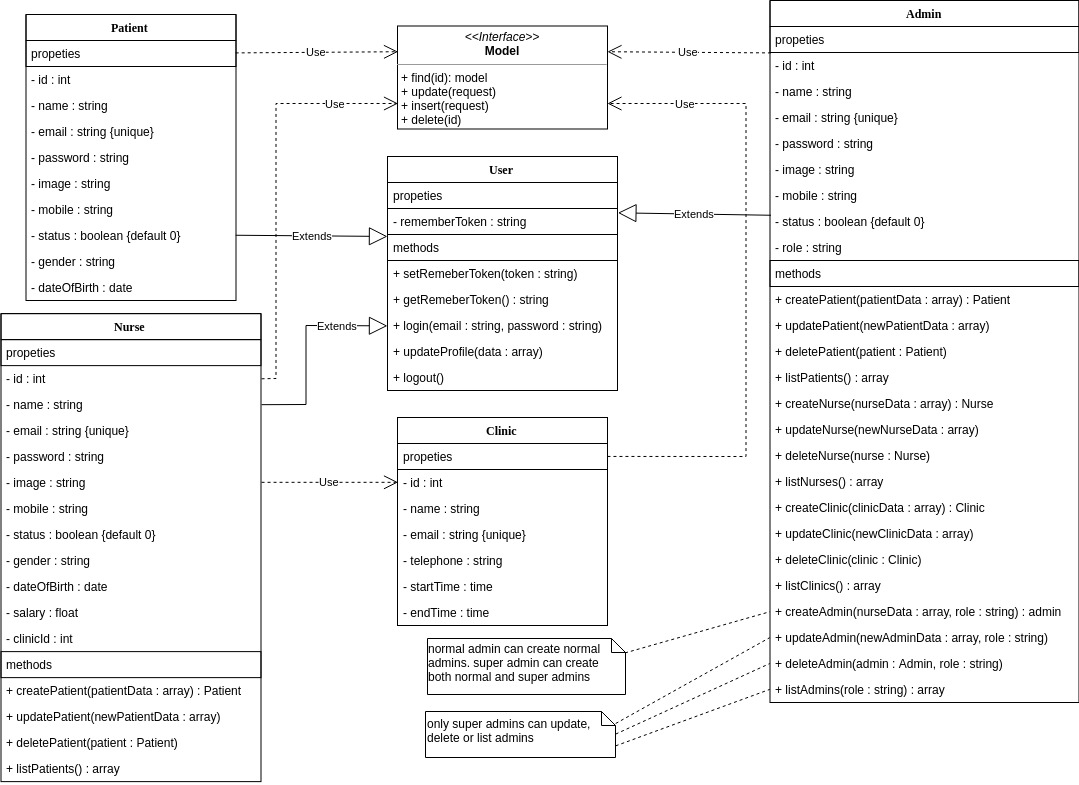 Patient
propeties
- id : int
- name : string
- email : string {unique}
- password : string
- image : string
- mobile : string
- status : boolean {default 0}
- gender : string
- dateOfBirth : date
Use
<<Interface>>
Model
+ find(id): model
+ update(request)
+ insert(request)
+ delete(id)
Use
Use
Use
Admin
propeties
- id : int
- name : string
- email : string {unique}
- password : string
- image : string
- mobile : string
- status : boolean {default 0}
- role : string
methods
+ createPatient(patientData : array) : Patient
+ updatePatient(newPatientData : array)
+ deletePatient(patient : Patient)
+ listPatients() : array
+ createNurse(nurseData : array) : Nurse
+ updateNurse(newNurseData : array)
+ deleteNurse(nurse : Nurse)
+ listNurses() : array
+ createClinic(clinicData : array) : Clinic
+ updateClinic(newClinicData : array)
+ deleteClinic(clinic : Clinic)
+ listClinics() : array
+ createAdmin(nurseData : array, role : string) : admin
+ updateAdmin(newAdminData : array, role : string)
+ deleteAdmin(admin : Admin, role : string)
+ listAdmins(role : string) : array
User
propeties
- rememberToken : string
methods
+ setRemeberToken(token : string)
+ getRemeberToken() : string
+ login(email : string, password : string)
+ updateProfile(data : array)
+ logout()
Extends
Extends
Extends
Nurse
propeties
- id : int
- name : string
- email : string {unique}
- password : string
- image : string
- mobile : string
- status : boolean {default 0}
- gender : string
- dateOfBirth : date
- salary : float
- clinicId : int
methods
+ createPatient(patientData : array) : Patient
+ updatePatient(newPatientData : array)
+ deletePatient(patient : Patient)
+ listPatients() : array
Use
Clinic
propeties
- id : int
- name : string
- email : string {unique}
- telephone : string
- startTime : time
- endTime : time
normal admin can create normal
admins. super admin can create
both normal and super admins
only super admins can update,
delete or list admins